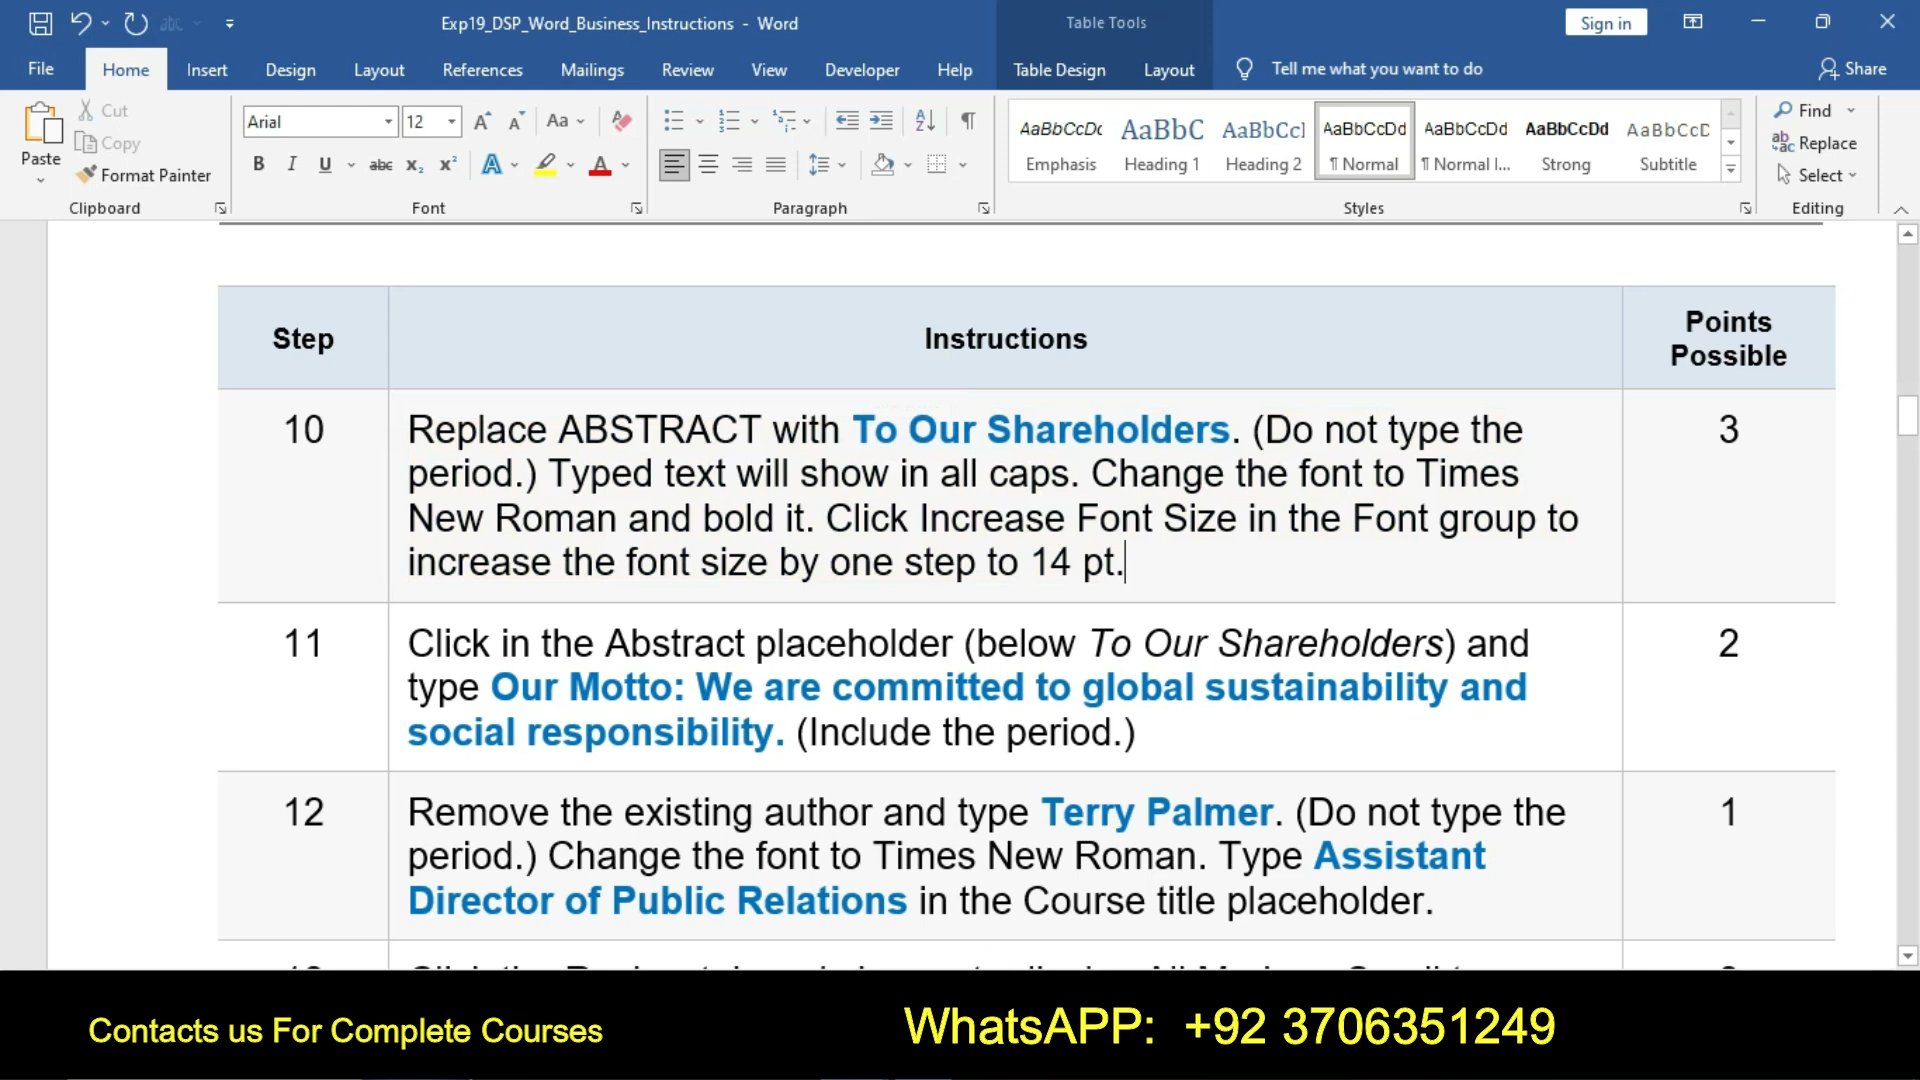 Exp19_DSP_Word_Business_Instructions - Word
Table Tools
Sign in
File
Home
Insert
Design
Layout
References
Mailings
Review
View
Developer
Help
Table Design
Layout
Tell me what you want to do
Share
Paste
Cut
Copy
Format Painter
Clipboard
Arial
12
Font
Paragraph
AaBbCcDc
Emphasis
AaBbC
Heading 1
AaBbCcl
Heading 2
AaBbCcDd
¶ Normal
AaBbCcDd
¶ Normal I...
AaBbCcDd
Strong
AaBbCcD
Subtitle
Styles
Find
Replace
Select
Editing
Step
Instructions
Points
Possible
10
Replace ABSTRACT with To Our Shareholders. (Do not type the
period.) Typed text will show in all caps. Change the font to Times
New Roman and bold it. Click Increase Font Size in the Font group to
increase the font size by one step to 14 pt.
3
11
Click in the Abstract placeholder (below To Our Shareholders) and
type Our Motto: We are committed to global sustainability and
social responsibility. (Include the period.)
2
12
Remove the existing author and type Terry Palmer. (Do not type the
period.) Change the font to Times New Roman. Type Assistant
Director of Public Relations in the Course title placeholder.
1
Contacts us For Complete Courses
WhatsAPP: +92 3706351249